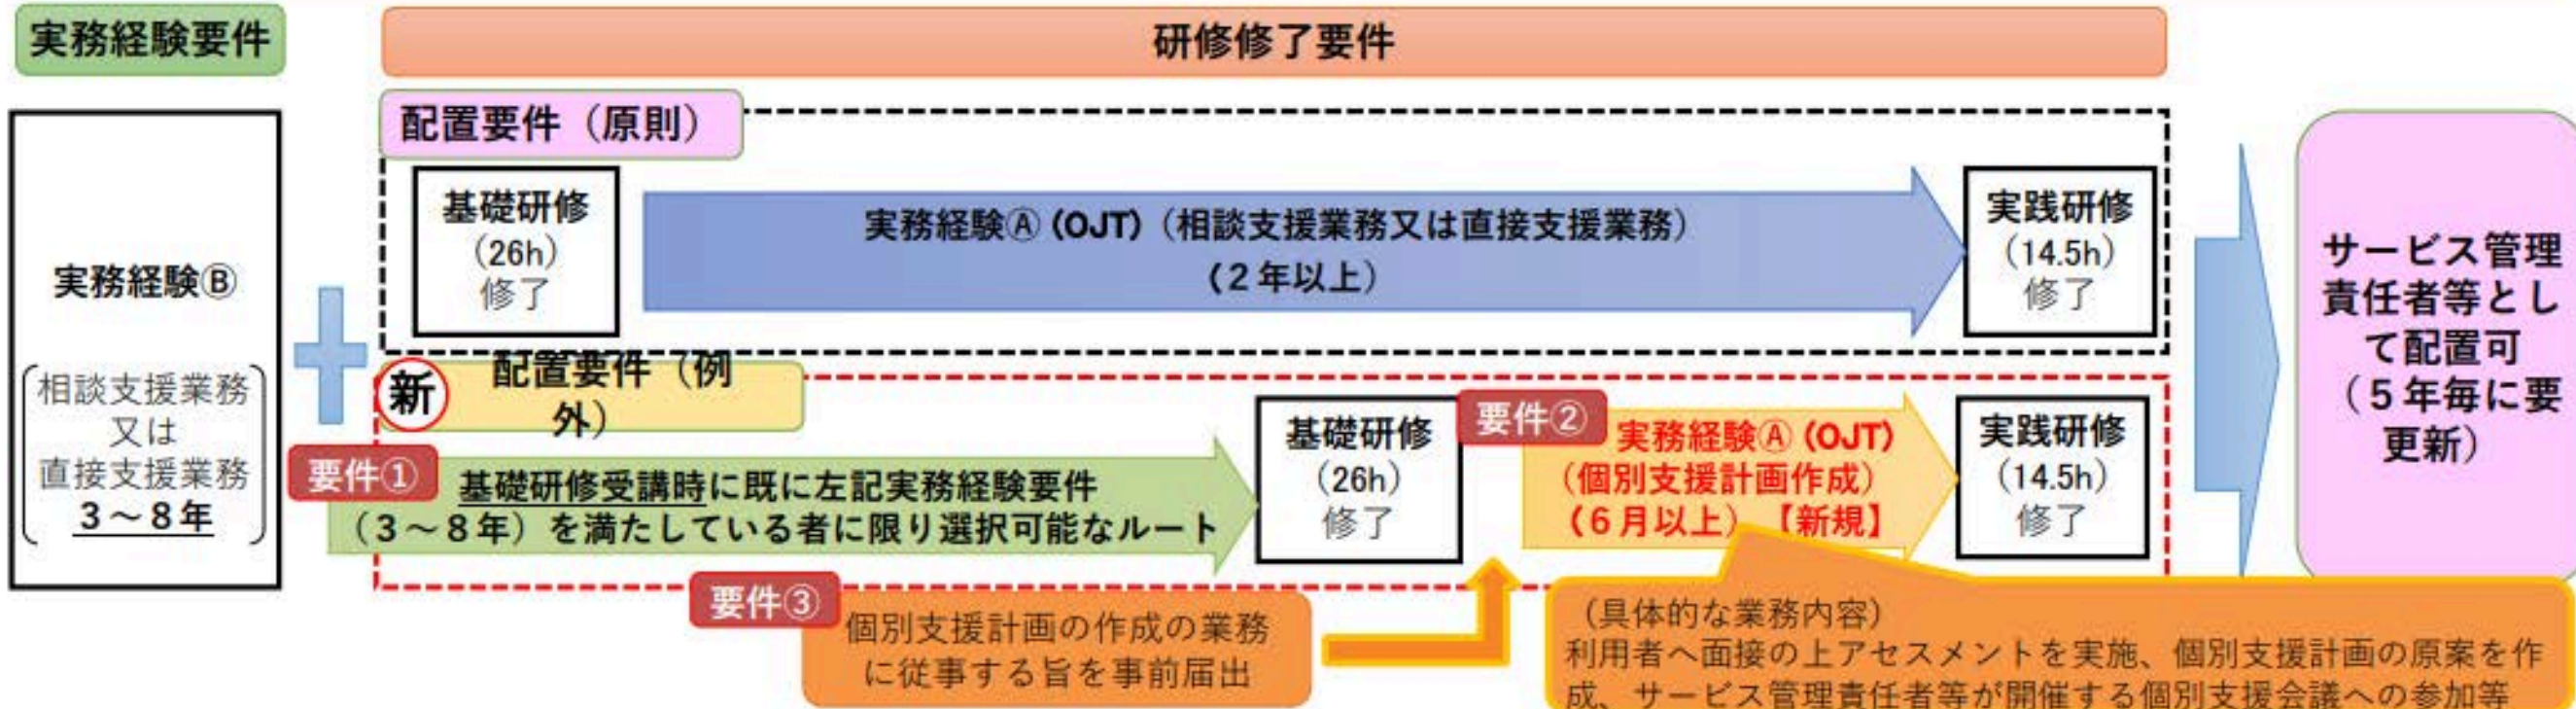 実務経験要件
研修修了要件
実務経験Ⓑ
相談支援業務
又は
直接支援業務
3～8年
配置要件（原則）
基礎研修
(26h)
修了
実務経験Ⓐ (OJT)（相談支援業務又は直接支援業務）
（２年以上）
実践研修
(14.5h)
修了
新
配置要件（例
外）
要件①
基礎研修受講時に既に左記実務経験要件
（３～８年）を満たしている者に限り選択可能なルート
基礎研修
(26h)
修了
要件②
実務経験Ⓐ (OJT)
（個別支援計画作成）
（６月以上）【新規】
実践研修
(14.5h)
修了
要件③
個別支援計画の作成の業務
に従事する旨を事前届出
（具体的な業務内容）
利用者へ面接の上アセスメントを実施、個別支援計画の原案を作
成、サービス管理責任者等が開催する個別支援会議への参加等
サービス管理
責任者等とし
て配置可
（５年毎に要
更新）